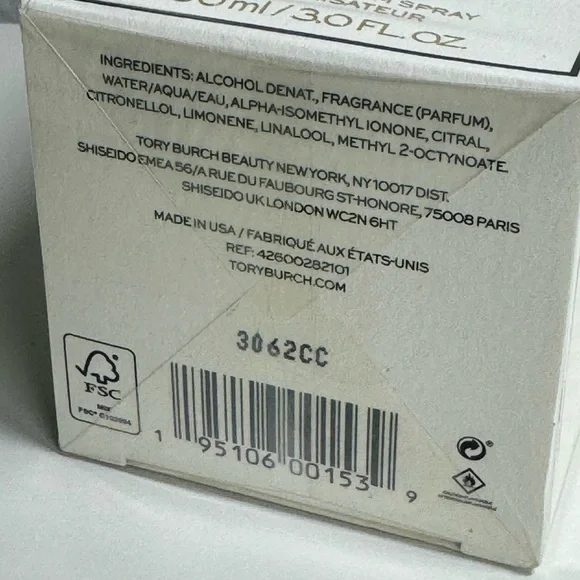 SPRAY
ISATEUR
0ml/3.0 FL.OZ.
INGREDIENTS: ALCOHOL DENAT., FRAGRANCE (PARFUM),
WATER/AQUA/EAU, ALPHA-ISOMETHYL IONONE, CITRAL,
CITRONELLOL, LIMONENE, LINALOOL, METHYL 2-OCTYNOATE.
TORY BURCH BEAUTY NEW YORK, NY 10017 DIST.
SHISEIDO EMEA 56/A RUE DU FAUBOURG ST-HONORE, 75008 PARIS
SHISEIDO UK LONDON WC2N 6HT
MADE IN USA / FABRIQUÉ AUX ÉTATS-UNIS
REF: 42600282101
TORYBURCH.COM
3062CC
FSC
MIX
1 95106 00153 9